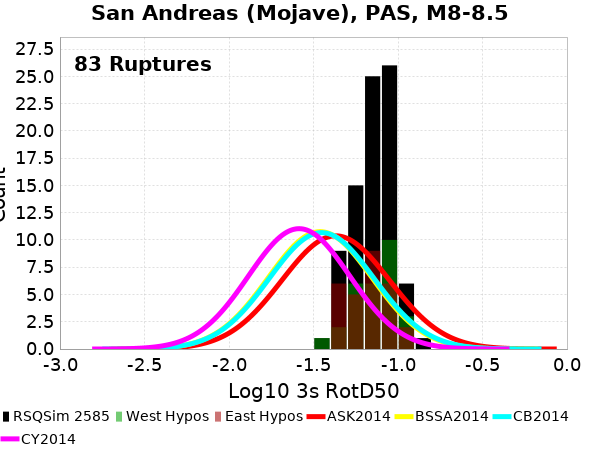 San Andreas (Mojave), PAS, M8-8.5
83 Ruptures
27.5
25.0
22.5
20.0
17.5
15.0
12.5
10.0
7.5
5.0
2.5
0.0
Count
-3.0 -2.5 -2.0 -1.5 -1.0 -0.5 0.0
Log10 3s RotD50
RSQSim 2585 West Hypos East Hypos ASK2014 BSSA2014 CB2014
CY2014